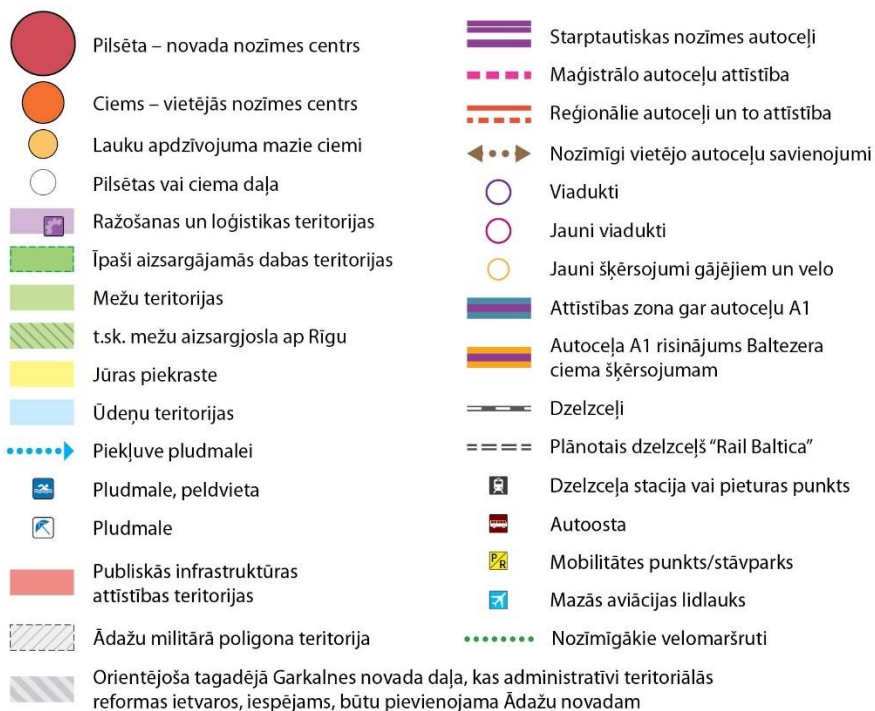 Pilsēta – novada nozīmes centrs
Ciems – vietējās nozīmes centrs
Lauku apdzīvojuma mazie ciemi
Pilsētas vai ciema daļa
Ražošanas un loģistikas teritorijas
Īpaši aizsargājamās dabas teritorijas
Mežu teritorijas
t.sk. mežu aizsargjosla ap Rīgu
Jūras piekraste
Ūdeņu teritorijas
Piekļuve pludmalei
Pludmale, peldvieta
Pludmale
Publiskās infrastruktūras
attīstības teritorijas
Ādažu militārā poligona teritorija
Orientējoša tagadējā Garkalnes novada daļa, kas administratīvi teritoriālās
reformas ietvaros, iespējams, būtu pievienojama Ādažu novadam
Starptautiskas nozīmes autoceļi
Maģistrālo autoceļu attīstība
Reģionālie autoceļi un to attīstība
Nozīmīgi vietējo autoceļu savienojumi
Viadukti
Jauni viadukti
Jauni šķērsojumi gājējiem un velo
Attīstības zona gar autoceļu A1
Autoceļa A1 risinājums Baltezera
ciema šķērsojumam
Dzelzceļi
Plānotais dzelzceļš “Rail Baltica”
Dzelzceļa stacija vai pieturas punkts
Autoosta
P/R
Mobilitātes punkts/stāvparks
Mazās aviācijas lidlauks
Nozīmīgākie velomaršruti